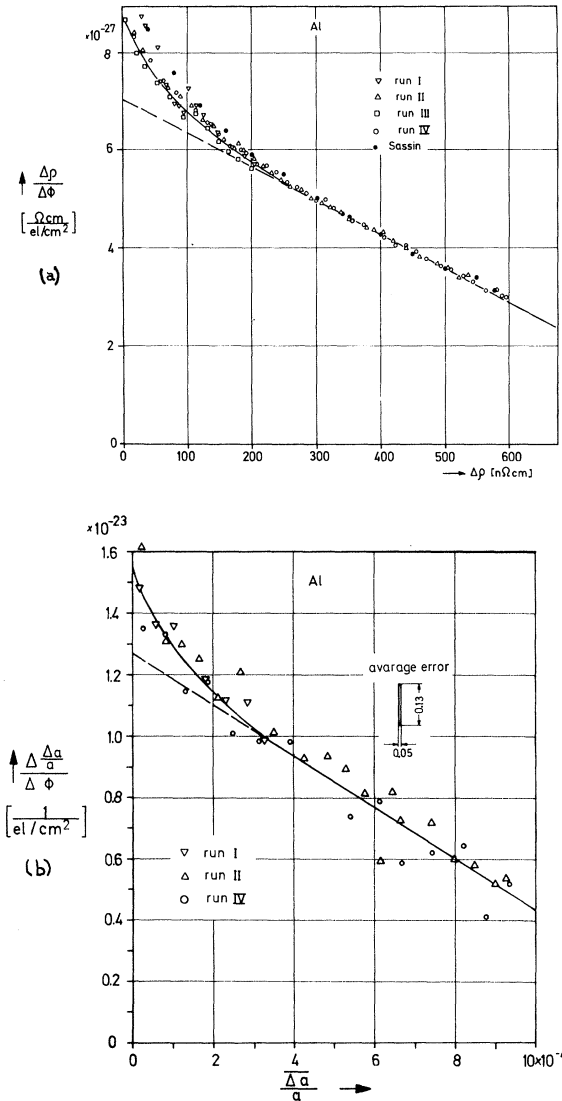 ×10⁻²⁷
Al
8
▽ run I
△ run II
□ run III
○ run IV
● Sassin
6
↑ Δρ/ΔΦ
[Ωcm / el/cm²]
(a)
4
2
0
0 100 200 300 400 500 600
→ Δρ [nΩcm]
×10⁻²³
1.6
Al
1.4
avarage error
0.13
0.05
1.2
1.0
↑ Δ Δa/a / Δ Φ
[1 / el/cm²]
(b)
0.8
▽ run I
△ run II
○ run IV
0.6
0.4
0.2
0
0 2 4 6 8 10×10⁻
Δa/a →